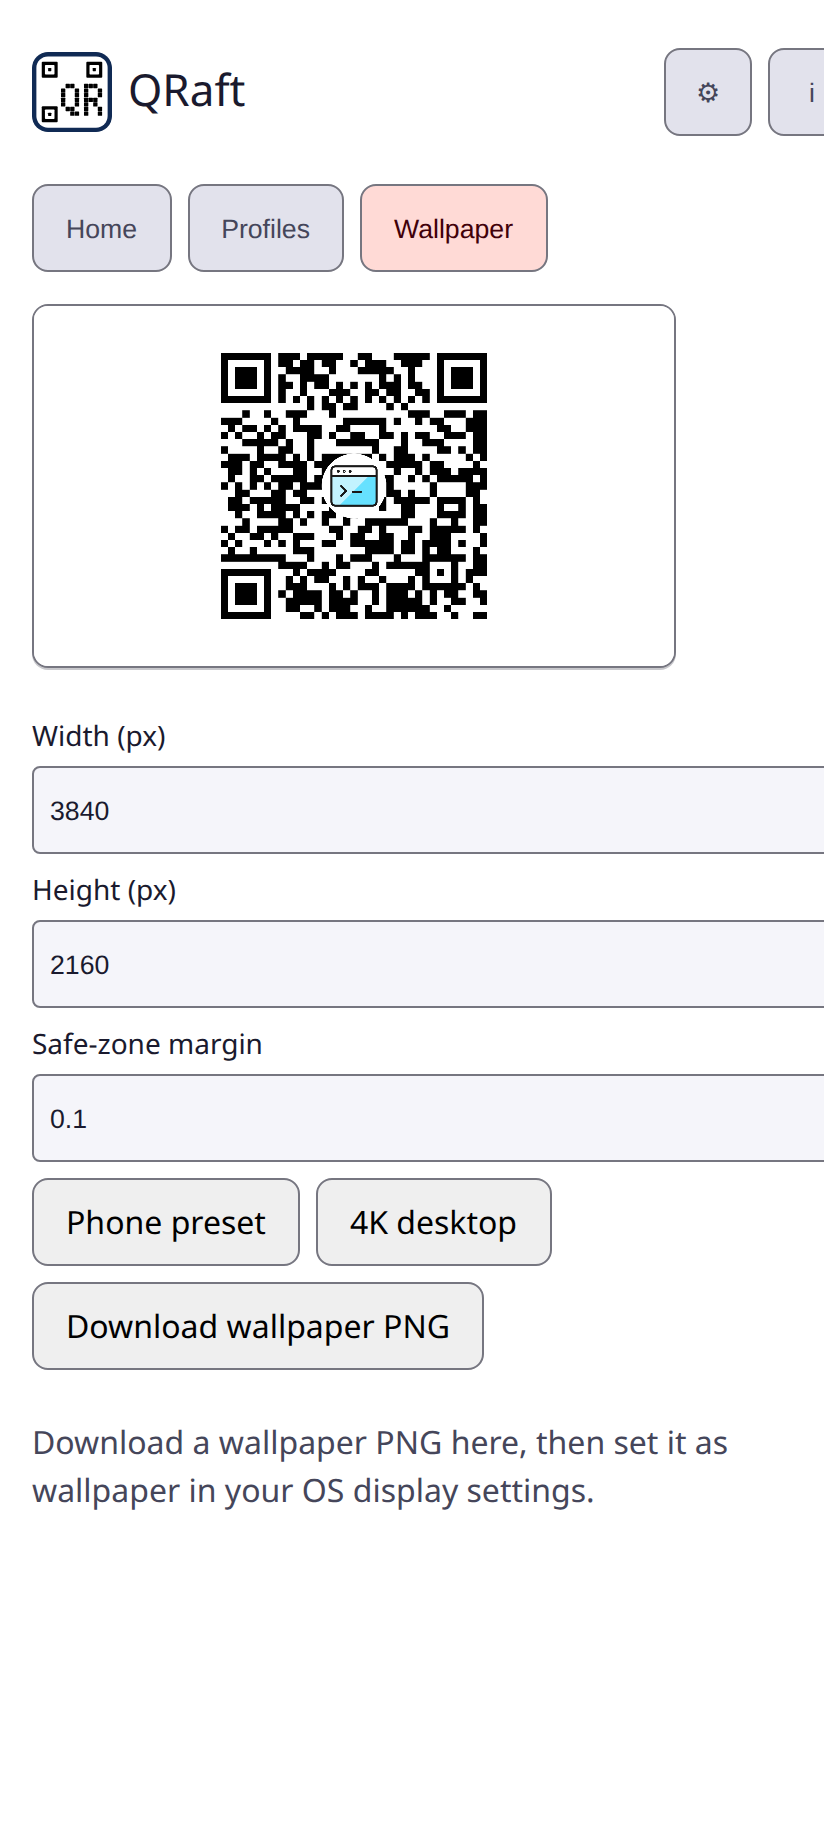 QR
QRaft
⚙ i
Home Profiles Wallpaper
Width (px)
3840
Height (px)
2160
Safe-zone margin
0.1
Phone preset 4K desktop
Download wallpaper PNG
Download a wallpaper PNG here, then set it as
wallpaper in your OS display settings.